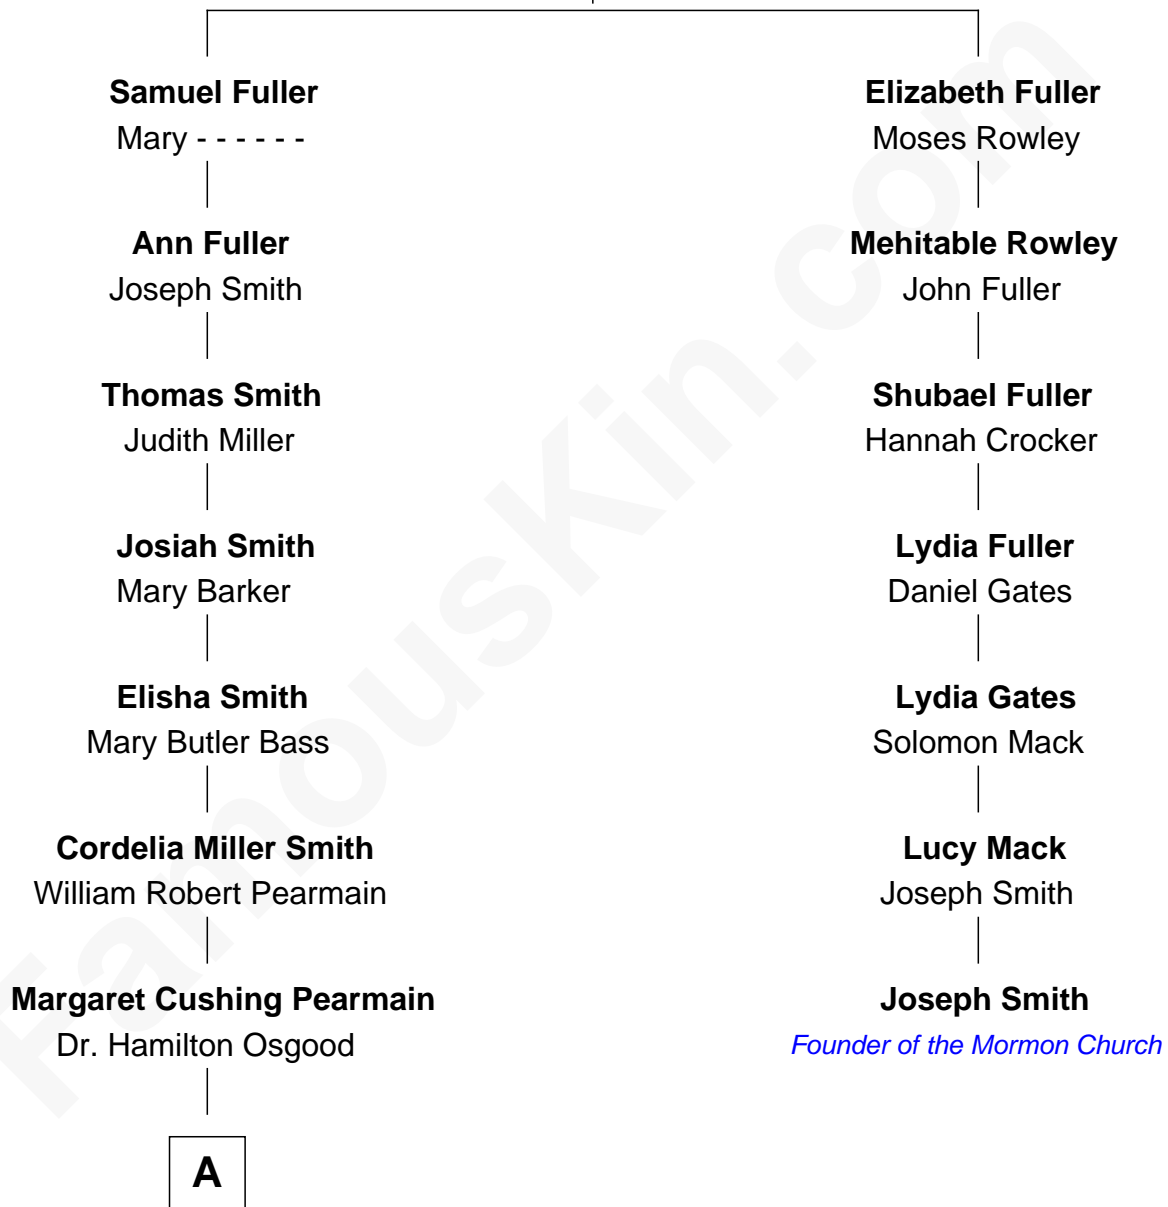 Samuel Fuller
Mary - - - - - -
Ann Fuller
Joseph Smith
Thomas Smith
Judith Miller
Josiah Smith
Mary Barker
Elisha Smith
Mary Butler Bass
Cordelia Miller Smith
William Robert Pearmain
Margaret Cushing Pearmain
Dr. Hamilton Osgood
A
Elizabeth Fuller
Moses Rowley
Mehitable Rowley
John Fuller
Shubael Fuller
Hannah Crocker
Lydia Fuller
Daniel Gates
Lydia Gates
Solomon Mack
Lucy Mack
Joseph Smith
Joseph Smith
Founder of the Mormon Church
FamousKin.com